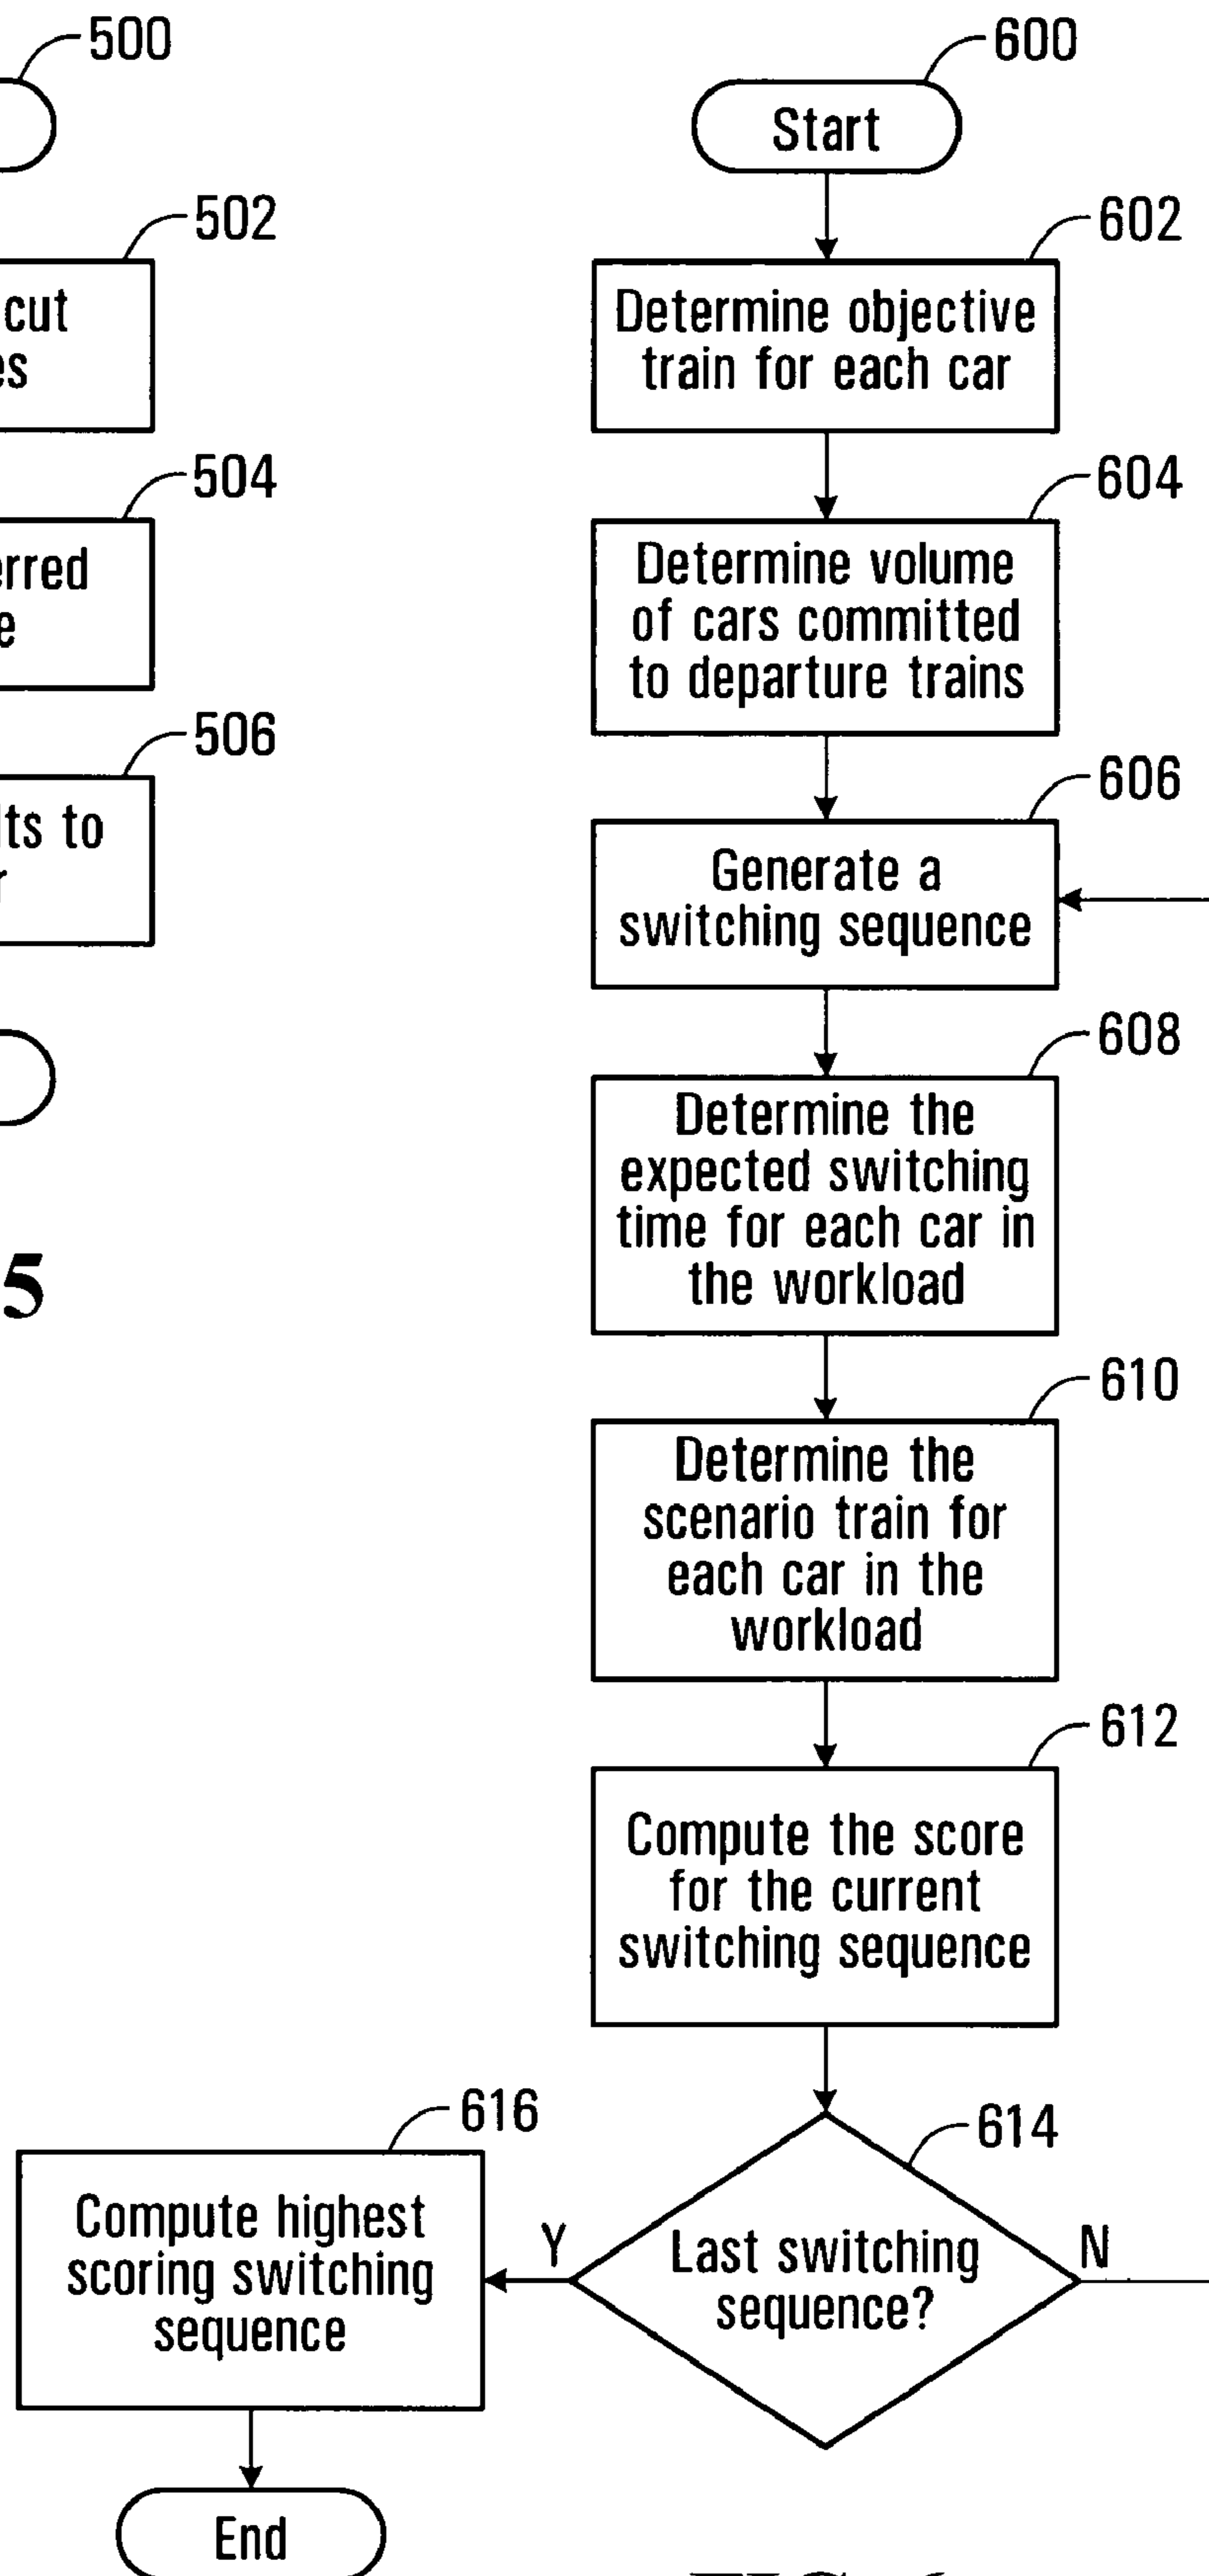 500
502
cut
504
506
to
5
600
Start
602
Determine objective
train for each car
604
Determine volume
of cars committed
to departure trains
606
Generate a
switching sequence
608
Determine the
expected switching
time for each car in
the workload
610
Determine the
scenario train for
each car in the
workload
612
Compute the score
for the current
switching sequence
614
Last switching
sequence?
Y
N
616
Compute highest
scoring switching
sequence
End